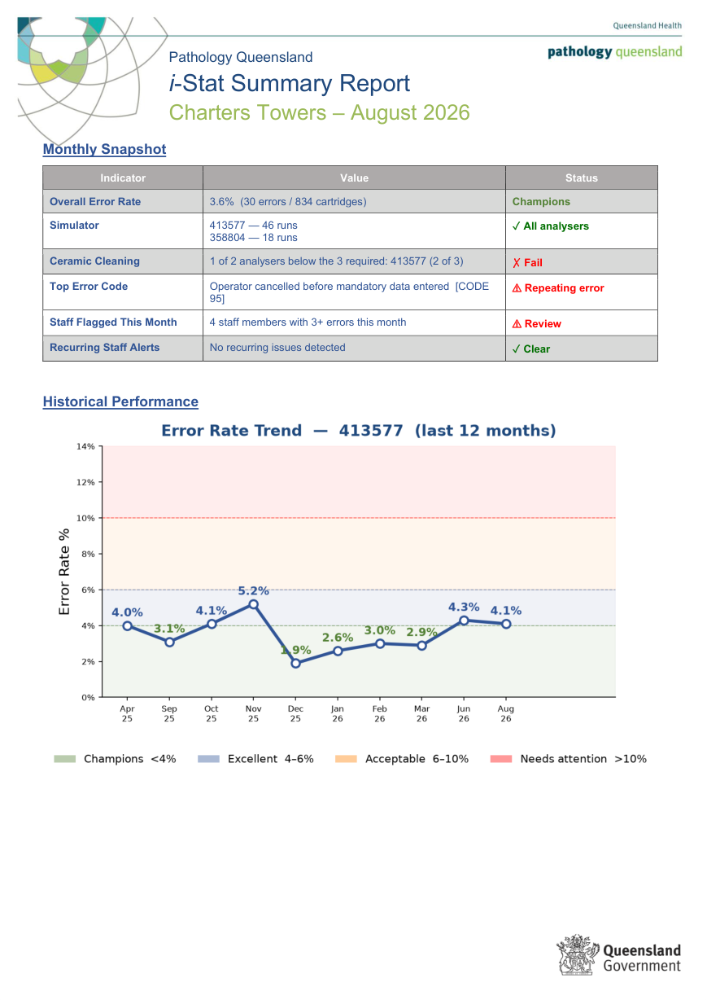 Queensland Health
pathology queensland
Pathology Queensland
i-Stat Summary Report
Charters Towers – August 2026
Monthly Snapshot
Indicator Value Status
Overall Error Rate 3.6% (30 errors / 834 cartridges) Champions
Simulator 413577 — 46 runs ✓ All analysers
358804 — 18 runs
Ceramic Cleaning 1 of 2 analysers below the 3 required: 413577 (2 of 3) ✗ Fail
Top Error Code Operator cancelled before mandatory data entered [CODE ⚠ Repeating error
95]
Staff Flagged This Month 4 staff members with 3+ errors this month ⚠ Review
Recurring Staff Alerts No recurring issues detected ✓ Clear
Historical Performance
Error Rate Trend — 413577 (last 12 months)
Error Rate %
14%
12%
10%
8%
6%
4%
2%
0%
4.0% 3.1% 4.1% 5.2% 1.9% 2.6% 3.0% 2.9% 4.3% 4.1%
Apr Sep Oct Nov Dec Jan Feb Mar Jun Aug
25 25 25 25 25 26 26 26 26 26
Champions <4% Excellent 4–6% Acceptable 6–10% Needs attention >10%
Queensland
Government